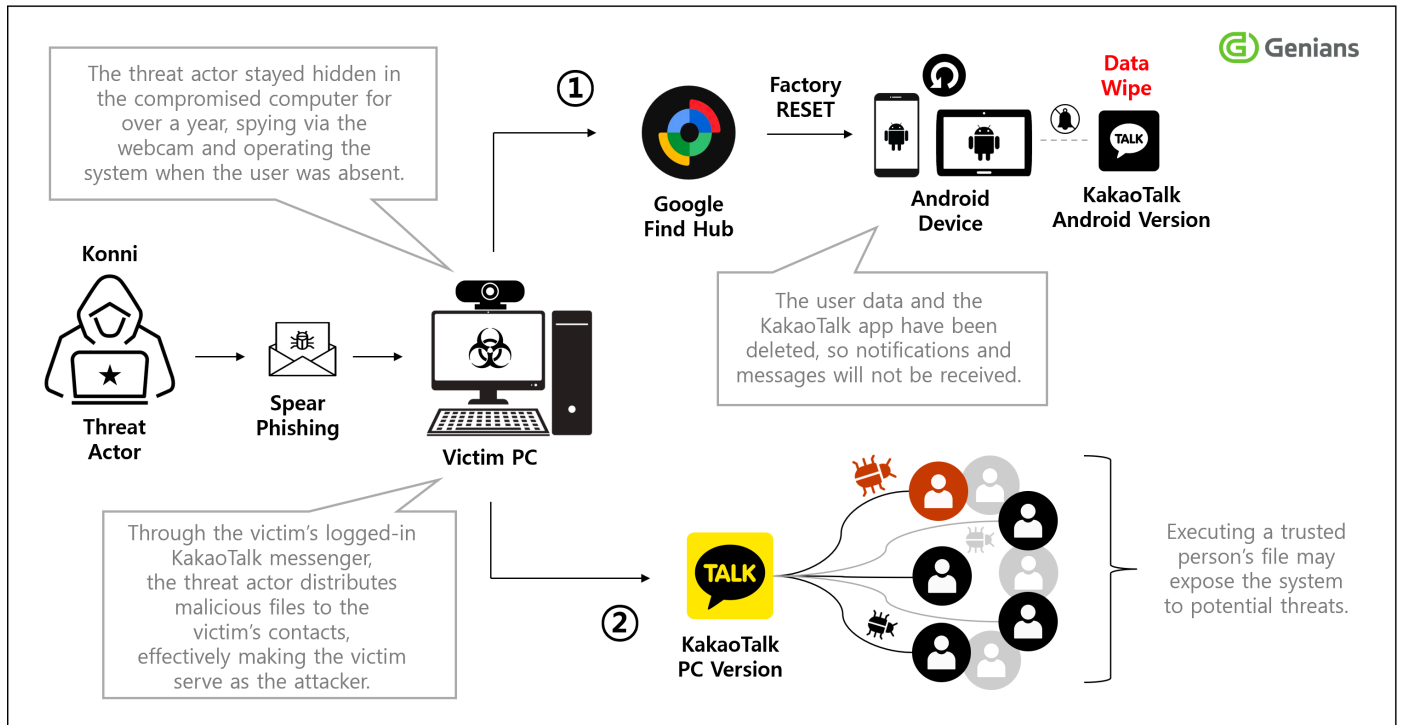 Genians
The threat actor stayed hidden in
the compromised computer for
over a year, spying via the
webcam and operating the
system when the user was absent.
①
Google
Find Hub
Factory
RESET
Android
Device
Data
Wipe
TALK
KakaoTalk
Android Version
The user data and the
KakaoTalk app have been
deleted, so notifications and
messages will not be received.
Konni
Threat
Actor
Spear
Phishing
Victim PC
Through the victim's logged-in
KakaoTalk messenger,
the threat actor distributes
malicious files to the
victim's contacts,
effectively making the victim
serve as the attacker.
②
TALK
KakaoTalk
PC Version
Executing a trusted
person's file may
expose the system
to potential threats.